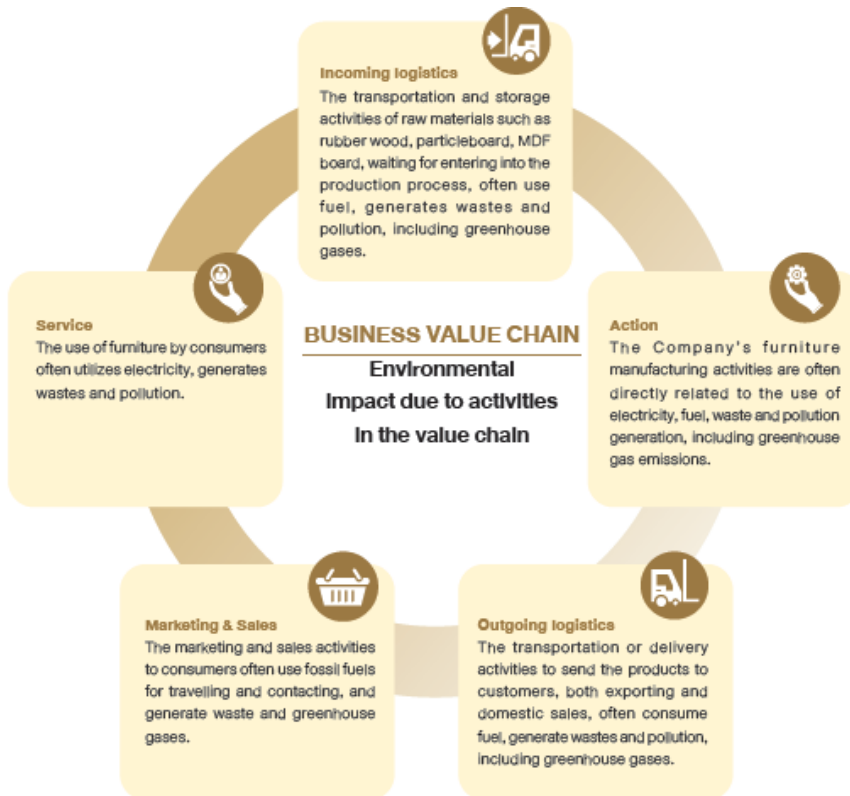 Incoming logistics
The transportation and storage
activities of raw materials such as
rubber wood, particleboard, MDF
board, waiting for entering into the
production process, often use
fuel, generates wastes and
pollution, including greenhouse
gases.
Service
The use of furniture by consumers
often utilizes electricity, generates
wastes and pollution.
BUSINESS VALUE CHAIN
Environmental
Impact due to activities
In the value chain
Action
The Company's furniture
manufacturing activities are often
directly related to the use of
electricity, fuel, waste and pollution
generation, including greenhouse
gas emissions.
Marketing & Sales
The marketing and sales activities
to consumers often use fossil fuels
for travelling and contacting, and
generate waste and greenhouse
gases.
Outgoing logistics
The transportation or delivery
activities to send the products to
customers, both exporting and
domestic sales, often consume
fuel, generate wastes and pollution,
including greenhouse gases.